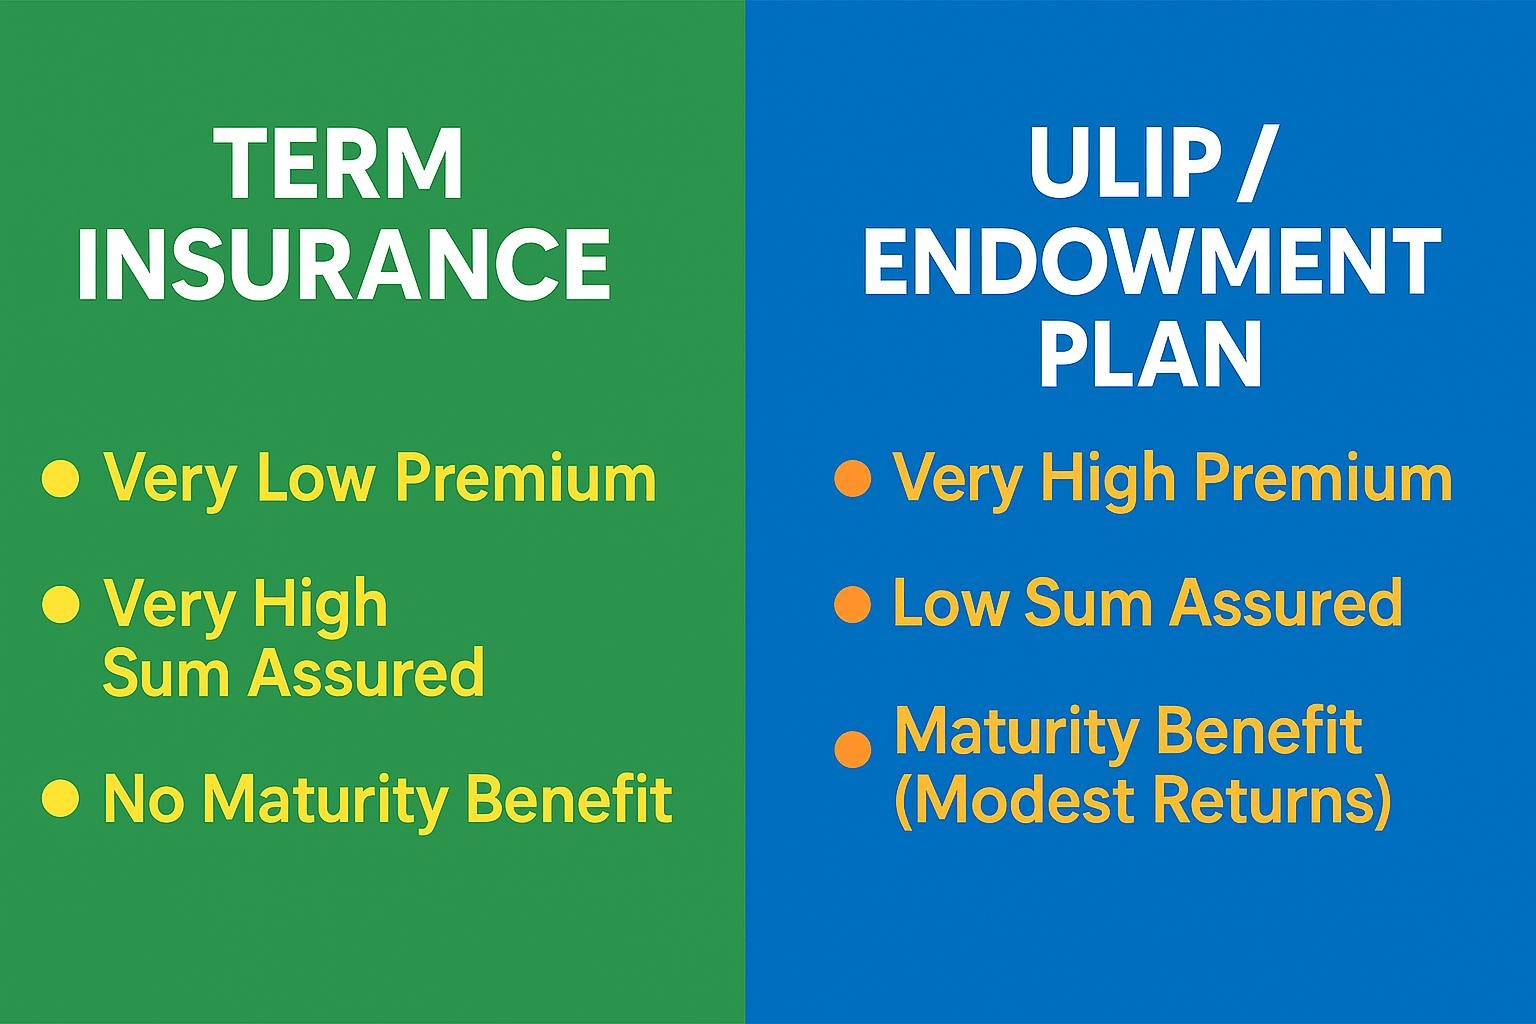 TERM
INSURANCE
● Very Low Premium
● Very High
Sum Assured
● No Maturity Benefit
ULIP /
ENDOWMENT
PLAN
● Very High Premium
● Low Sum Assured
● Maturity Benefit
(Modest Returns)